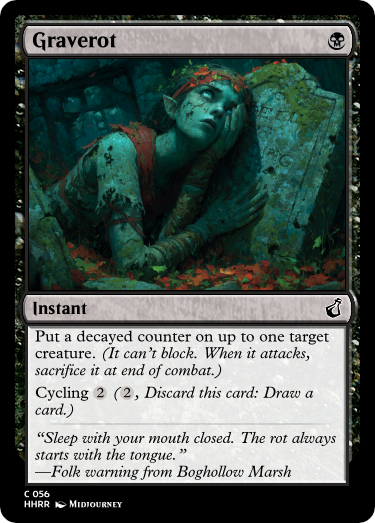 Graverot
Instant
Put a decayed counter on up to one target
creature. (It can't block. When it attacks,
sacrifice it at end of combat.)
Cycling 2 (2, Discard this card: Draw a
card.)
“Sleep with your mouth closed. The rot always
starts with the tongue.”
—Folk warning from Boghollow Marsh
C 056
HHRR Midjourney